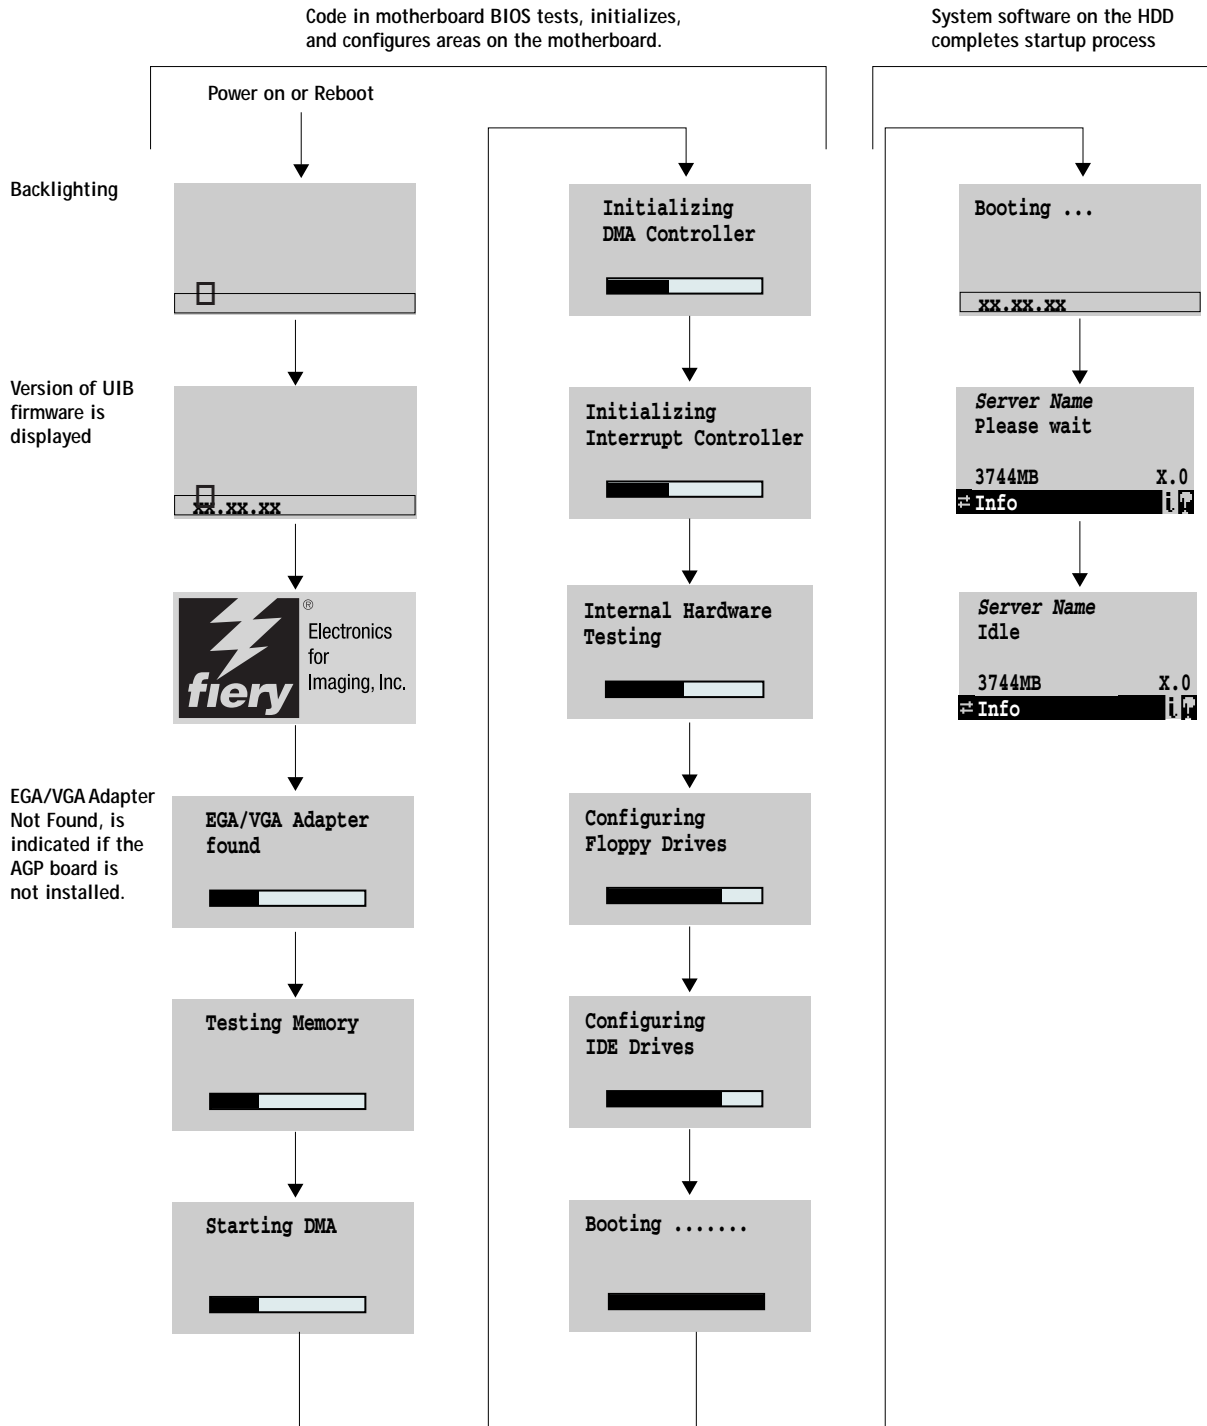 Code in motherboard BIOS tests, initializes,
and configures areas on the motherboard.
System software on the HDD
completes startup process
Power on or Reboot
Backlighting
Version of UIB
firmware is
displayed
xx.xx.xx
fiery
®
Electronics
for
Imaging, Inc.
EGA/VGA Adapter
Not Found, is
indicated if the
AGP board is
not installed.
EGA/VGA Adapter
found
Testing Memory
Starting DMA
Initializing
DMA Controller
Initializing
Interrupt Controller
Internal Hardware
Testing
Configuring
Floppy Drives
Configuring
IDE Drives
Booting .......
Booting ...
xx.xx.xx
Server Name
Please wait
3744MB X.0
Info i
Server Name
Idle
3744MB X.0
Info i